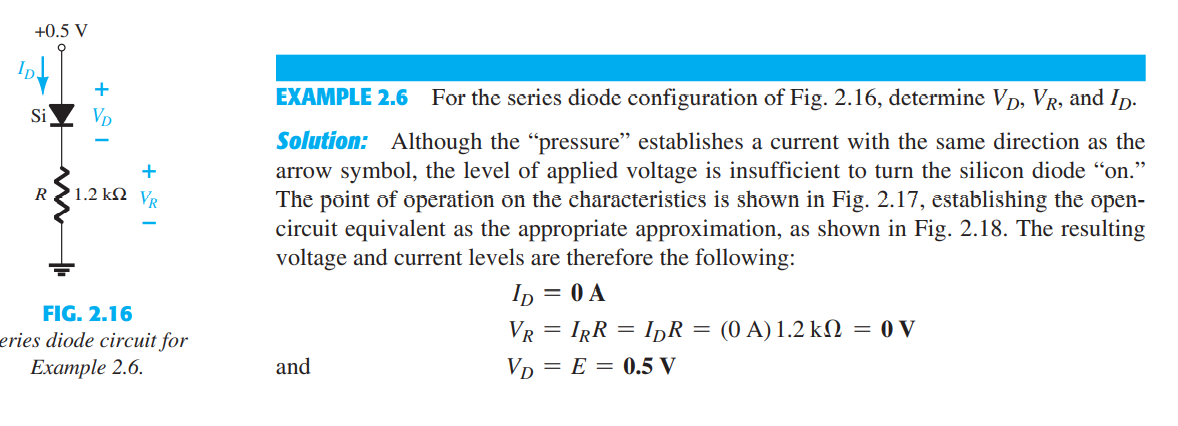 +0.5 V
I_D
+
Si
V_D
−
+
R
1.2 kΩ
V_R
−
FIG. 2.16
eries diode circuit for
Example 2.6.
EXAMPLE 2.6 For the series diode configuration of Fig. 2.16, determine V_D, V_R, and I_D.
Solution: Although the “pressure” establishes a current with the same direction as the
arrow symbol, the level of applied voltage is insufficient to turn the silicon diode “on.”
The point of operation on the characteristics is shown in Fig. 2.17, establishing the open-
circuit equivalent as the appropriate approximation, as shown in Fig. 2.18. The resulting
voltage and current levels are therefore the following:
I_D = 0 A
V_R = I_R R = I_D R = (0 A) 1.2 kΩ = 0 V
and V_D = E = 0.5 V